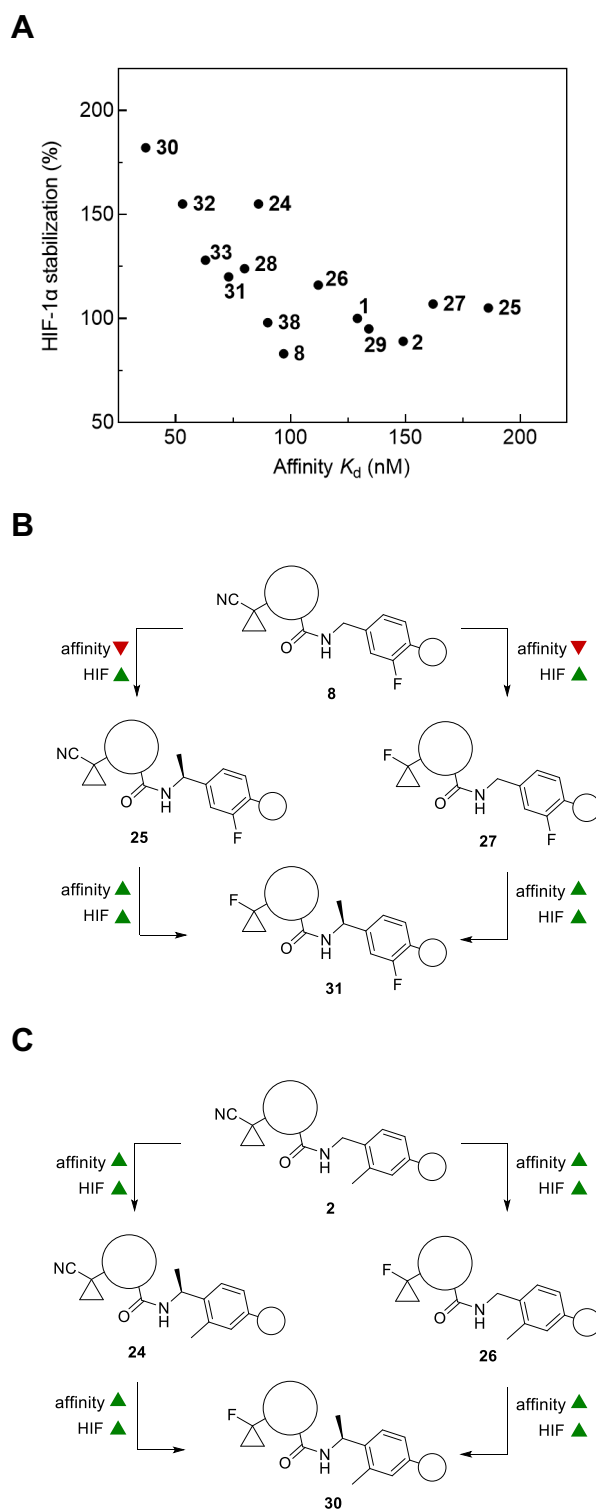 A
200
150
100
50
HIF-1α stabilization (%)
30
32
24
33
28
31
26
38
8
1
29
2
27
25
50
100
150
200
Affinity Kd (nM)
B
NC
O
N
H
F
8
affinity
HIF
affinity
HIF
NC
O
N
H
F
25
F
O
N
H
F
27
affinity
HIF
affinity
HIF
F
O
N
H
F
31
C
NC
O
N
H
2
affinity
HIF
affinity
HIF
NC
O
N
H
24
F
O
N
H
26
affinity
HIF
affinity
HIF
F
O
N
H
30